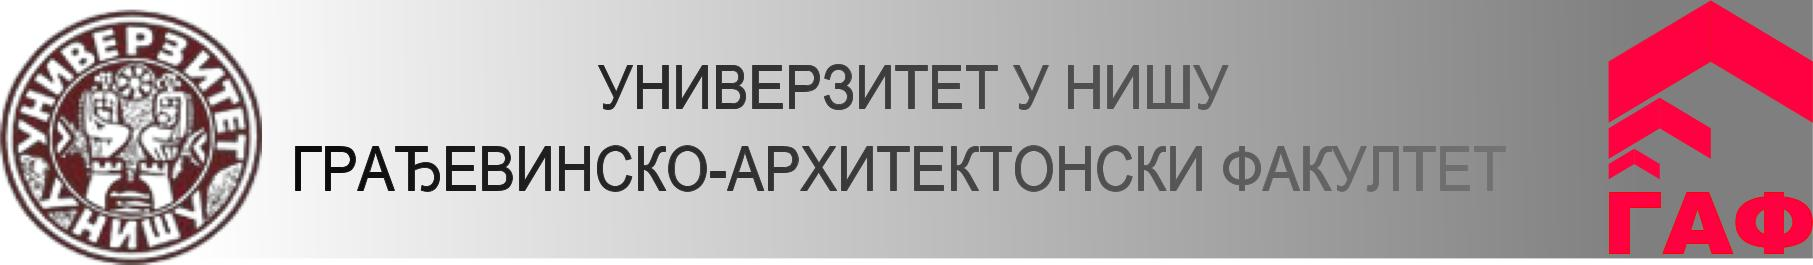 УНИВЕРЗИТЕТ У НИШУ
УНИВЕРЗИТЕТ У НИШУ
ГРАЂЕВИНСКО-АРХИТЕКТОНСКИ ФАКУЛТЕТ
ГАФ